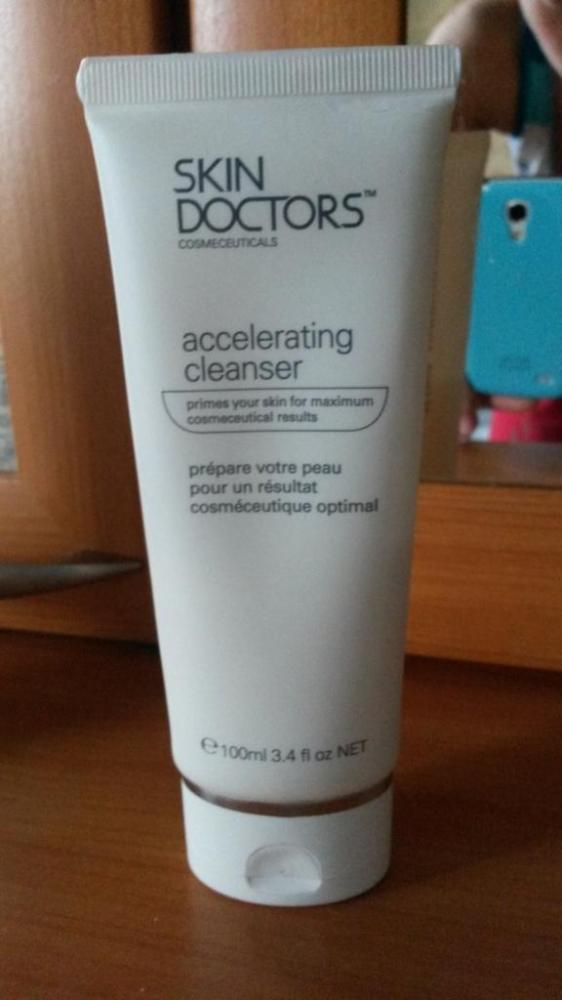 SKIN
DOCTORS™
COSMECEUTICALS
accelerating
cleanser
primes your skin for maximum
cosmeceutical results
prépare votre peau
pour un résultat
cosméceutique optimal
℮100ml 3.4 fl oz NET